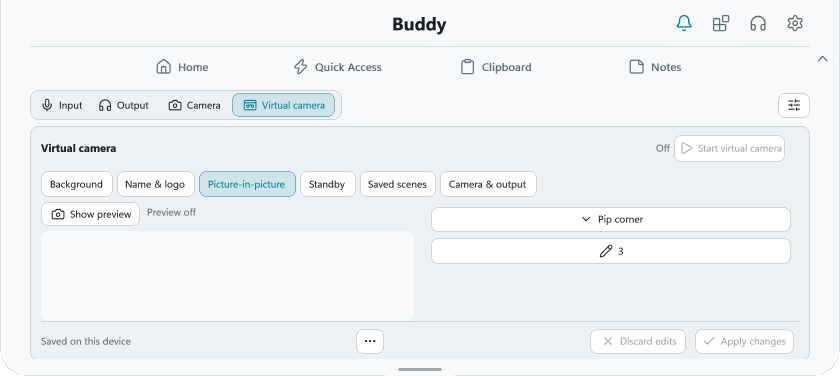 Buddy
Home
Quick Access
Clipboard
Notes
Input
Output
Camera
Virtual camera
Virtual camera
Off
Start virtual camera
Background
Name & logo
Picture-in-picture
Standby
Saved scenes
Camera & output
Show preview
Preview off
Pip corner
3
Saved on this device
Discard edits
Apply changes